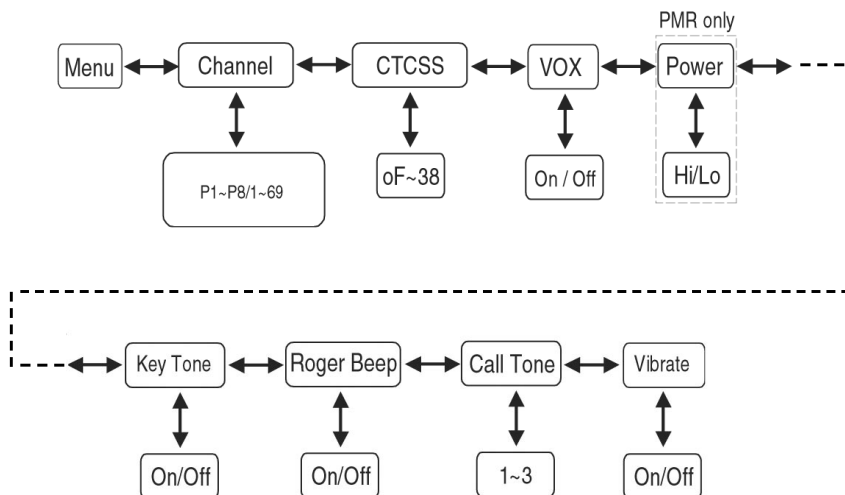 PMR only
Menu
Channel
CTCSS
VOX
Power
P1~P8/1~69
oF~38
On / Off
Hi/Lo
Key Tone
Roger Beep
Call Tone
Vibrate
On/Off
On/Off
1~3
On/Off